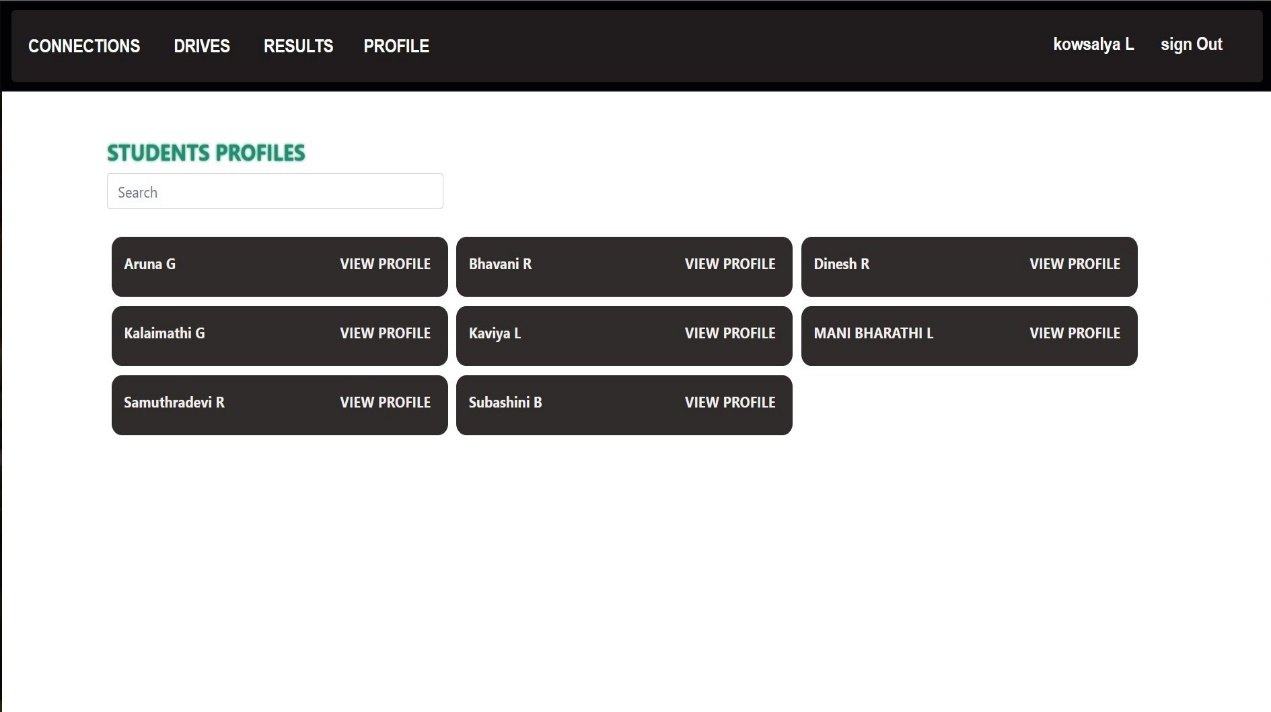 CONNECTIONS DRIVES RESULTS PROFILE kowsalya L sign Out
STUDENTS PROFILES
Search
Aruna G VIEW PROFILE Bhavani R VIEW PROFILE Dinesh R VIEW PROFILE
Kalaimathi G VIEW PROFILE Kaviya L VIEW PROFILE MANI BHARATHI L VIEW PROFILE
Samuthradevi R VIEW PROFILE Subashini B VIEW PROFILE